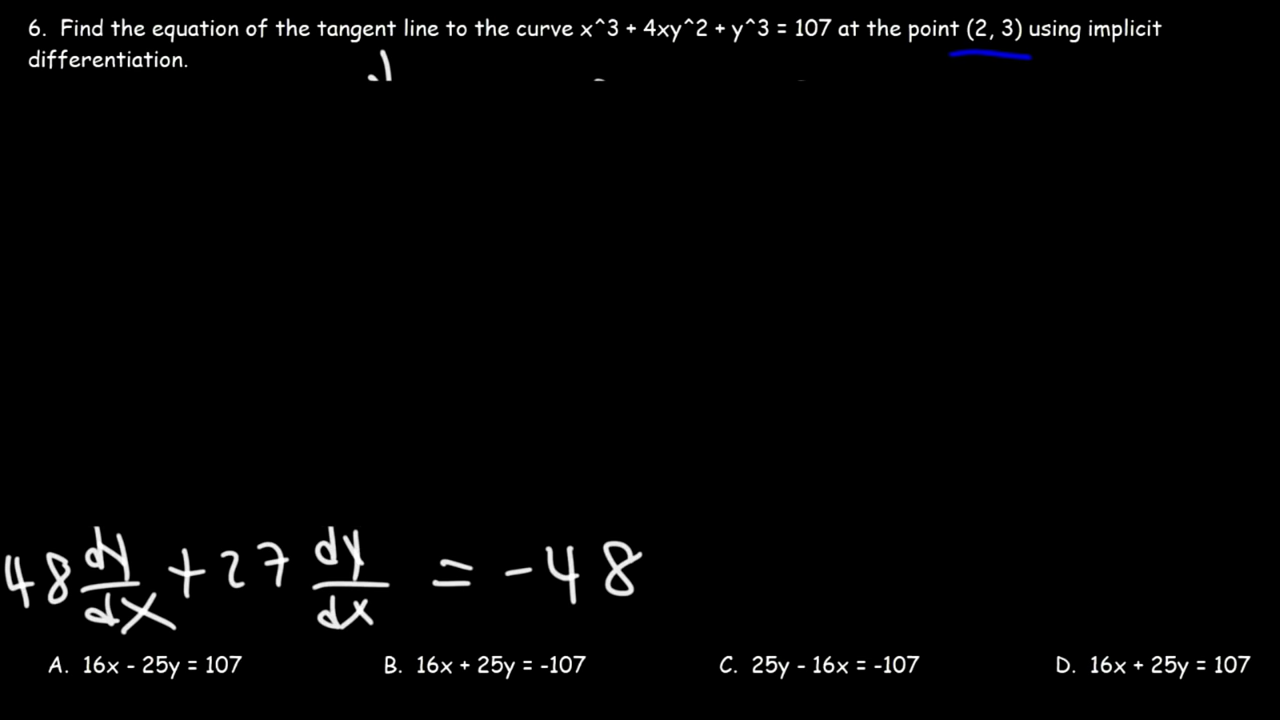 6. Find the equation of the tangent line to the curve x^3 + 4xy^2 + y^3 = 107 at the point (2, 3) using implicit
differentiation.
48 dy/dx + 27 dy/dx = -48
A. 16x - 25y = 107 B. 16x + 25y = -107 C. 25y - 16x = -107 D. 16x + 25y = 107